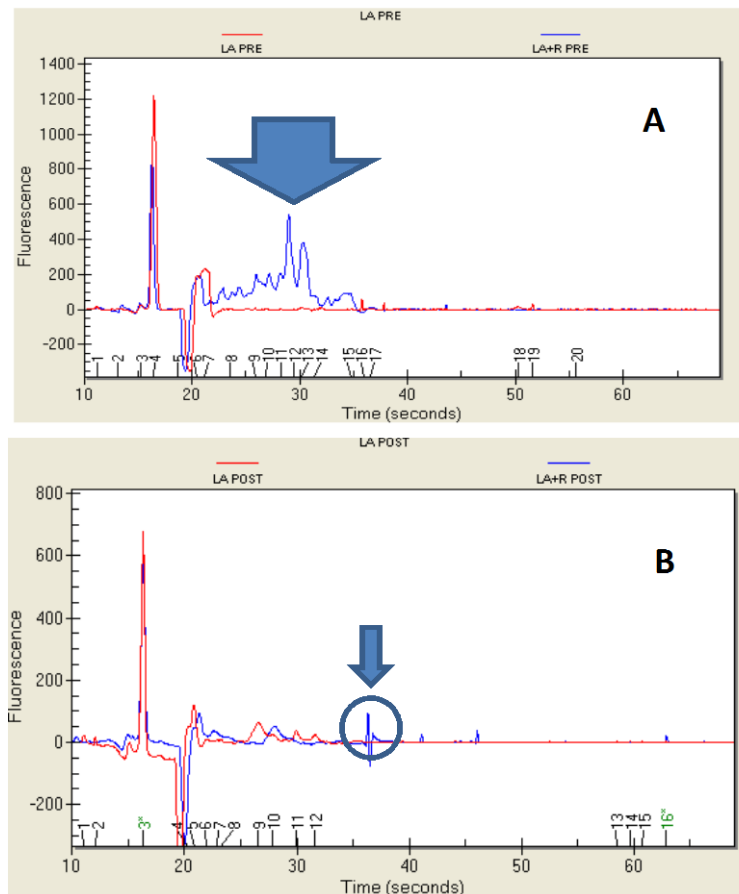 LA PRE
LA PRE LA+R PRE
A
Fluorescence
1400
1200
1000
800
600
400
200
0
-200
1 2 3 4 5 6 7 8 9 10 11 12 13 14 15 16 17 18 19 20
10 20 30 40 50 60
Time (seconds)
LA POST
LA POST LA+R POST
B
Fluorescence
800
600
400
200
0
-200
1 2 3* 4 5 6 7 8 9 10 11 12 13 14 15 16*
10 20 30 40 50 60
Time (seconds)